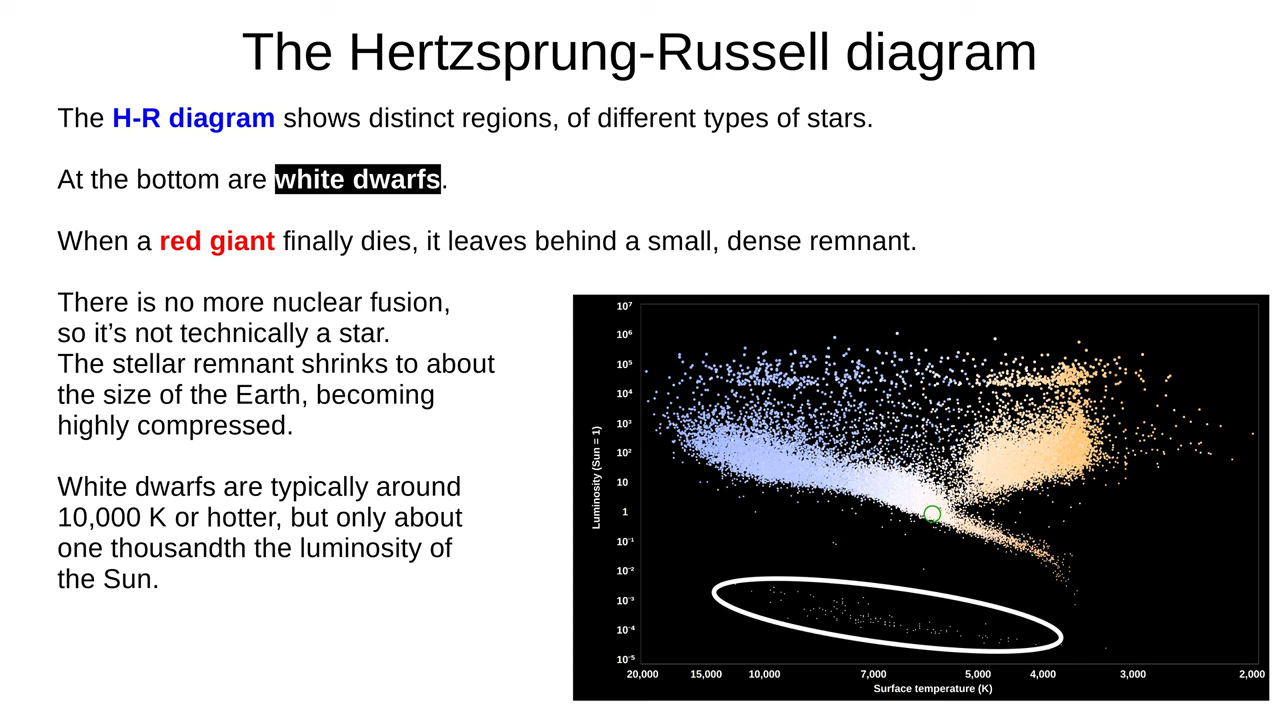 The Hertzsprung-Russell diagram
The H-R diagram shows distinct regions, of different types of stars.
At the bottom are white dwarfs.
When a red giant finally dies, it leaves behind a small, dense remnant.
There is no more nuclear fusion,
so it’s not technically a star.
The stellar remnant shrinks to about
the size of the Earth, becoming
highly compressed.
White dwarfs are typically around
10,000 K or hotter, but only about
one thousandth the luminosity of
the Sun.
Luminosity (Sun = 1)
10⁷
10⁶
10⁵
10⁴
10³
10²
10
1
10⁻¹
10⁻²
10⁻³
10⁻⁴
10⁻⁵
20,000 15,000 10,000 7,000 5,000 4,000 3,000 2,000
Surface temperature (K)